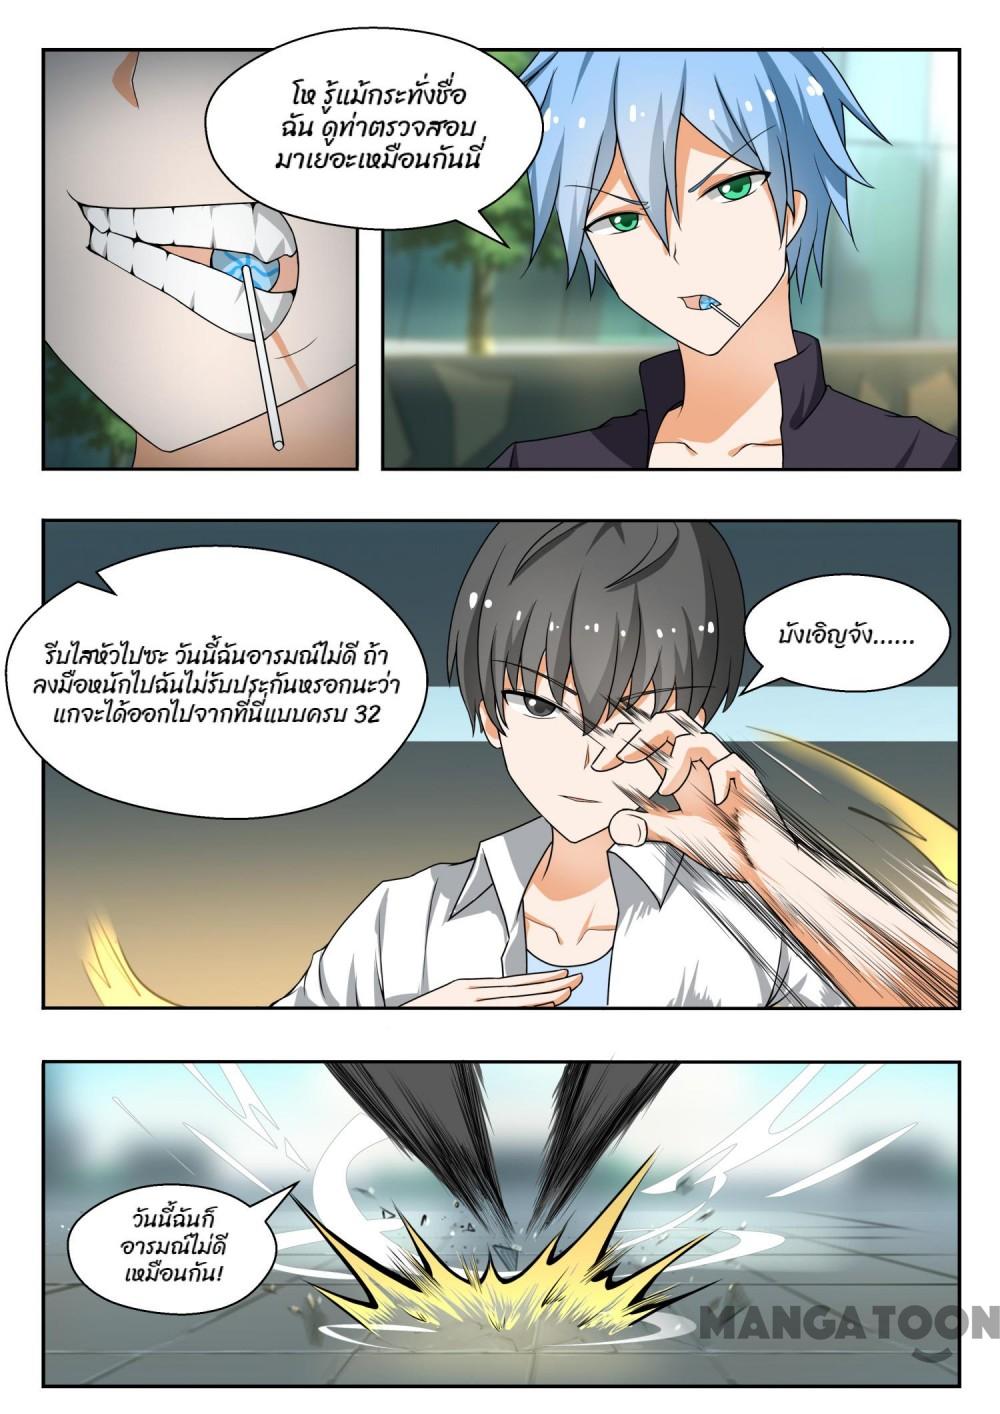 โห รู้แม้กระทั่งชื่อ
ฉัน ดูท่าตรวจสอบ
มาเยอะเหมือนกันนี่
รีบไสหัวไปซะ วันนี้ฉันอารมณ์ไม่ดี ถ้า
ลงมือหนักไปฉันไม่รับประกันหรอกนะว่า
แกจะได้ออกไปจากที่นี่แบบครบ 32
บังเอิญจัง......
วันนี้ฉันก็
อารมณ์ไม่ดี
เหมือนกัน!
MANGATOON